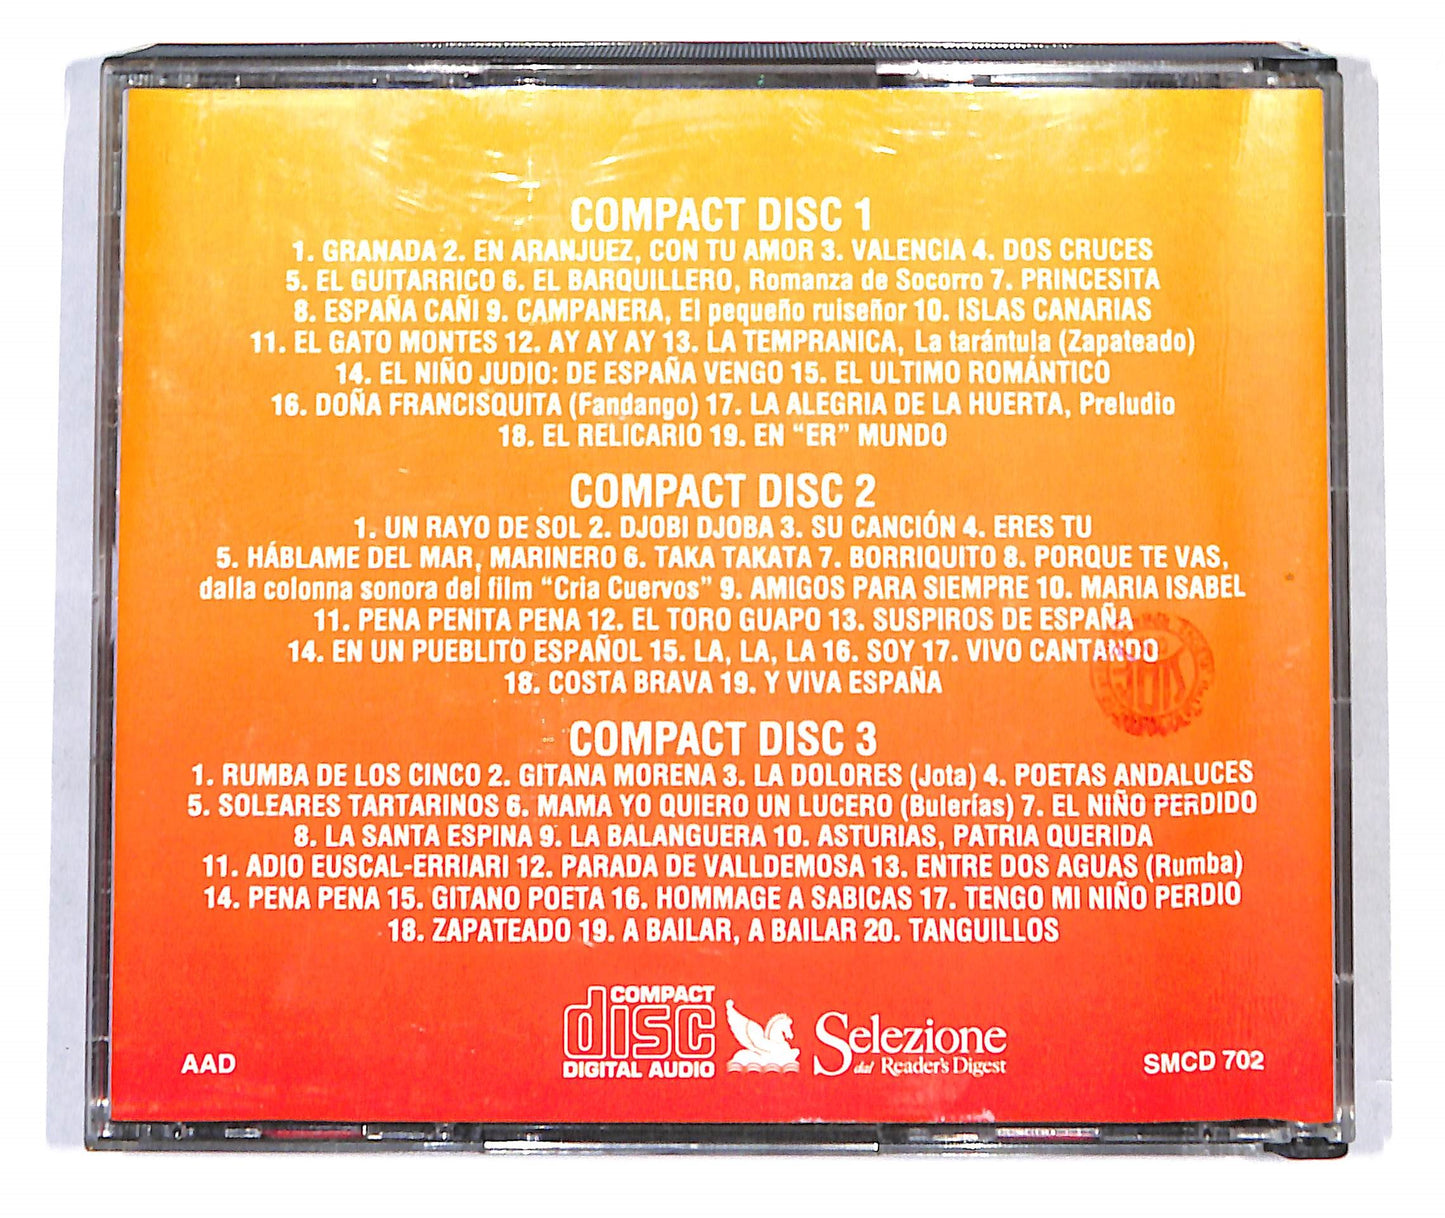 COMPACT DISC 1
1. GRANADA 2. EN ARANJUEZ, CON TU AMOR 3. VALENCIA 4. DOS CRUCES
5. EL GUITARRICO 6. EL BARQUILLERO, Romanza de Socorro 7. PRINCESITA
8. ESPAÑA CAÑI 9. CAMPANERA, El pequeño ruiseñor 10. ISLAS CANARIAS
11. EL GATO MONTES 12. AY AY AY 13. LA TEMPRANICA, La tarántula (Zapateado)
14. EL NIÑO JUDIO: DE ESPAÑA VENGO 15. EL ULTIMO ROMÁNTICO
16. DOÑA FRANCISQUITA (Fandango) 17. LA ALEGRIA DE LA HUERTA, Preludio
18. EL RELICARIO 19. EN “ER” MUNDO
COMPACT DISC 2
1. UN RAYO DE SOL 2. DJOBI DJOBA 3. SU CANCIÓN 4. ERES TU
5. HÁBLAME DEL MAR, MARINERO 6. TAKA TAKATA 7. BORRIQUITO 8. PORQUE TE VAS,
dalla colonna sonora del film “Cria Cuervos” 9. AMIGOS PARA SIEMPRE 10. MARIA ISABEL
11. PENA PENITA PENA 12. EL TORO GUAPO 13. SUSPIROS DE ESPAÑA
14. EN UN PUEBLITO ESPAÑOL 15. LA, LA, LA 16. SOY 17. VIVO CANTANDO
18. COSTA BRAVA 19. Y VIVA ESPAÑA
COMPACT DISC 3
1. RUMBA DE LOS CINCO 2. GITANA MORENA 3. LA DOLORES (Jota) 4. POETAS ANDALUCES
5. SOLEARES TARTARINOS 6. MAMA YO QUIERO UN LUCERO (Bulerías) 7. EL NIÑO PERDIDO
8. LA SANTA ESPINA 9. LA BALANGUERA 10. ASTURIAS, PATRIA QUERIDA
11. ADIO EUSCAL-ERRIARI 12. PARADA DE VALLDEMOSA 13. ENTRE DOS AGUAS (Rumba)
14. PENA PENA 15. GITANO POETA 16. HOMMAGE A SABICAS 17. TENGO MI NIÑO PERDIO
18. ZAPATEADO 19. A BAILAR, A BAILAR 20. TANGUILLOS
AAD
COMPACT
disc
DIGITAL AUDIO
Selezione
dal Reader's Digest
SMCD 702